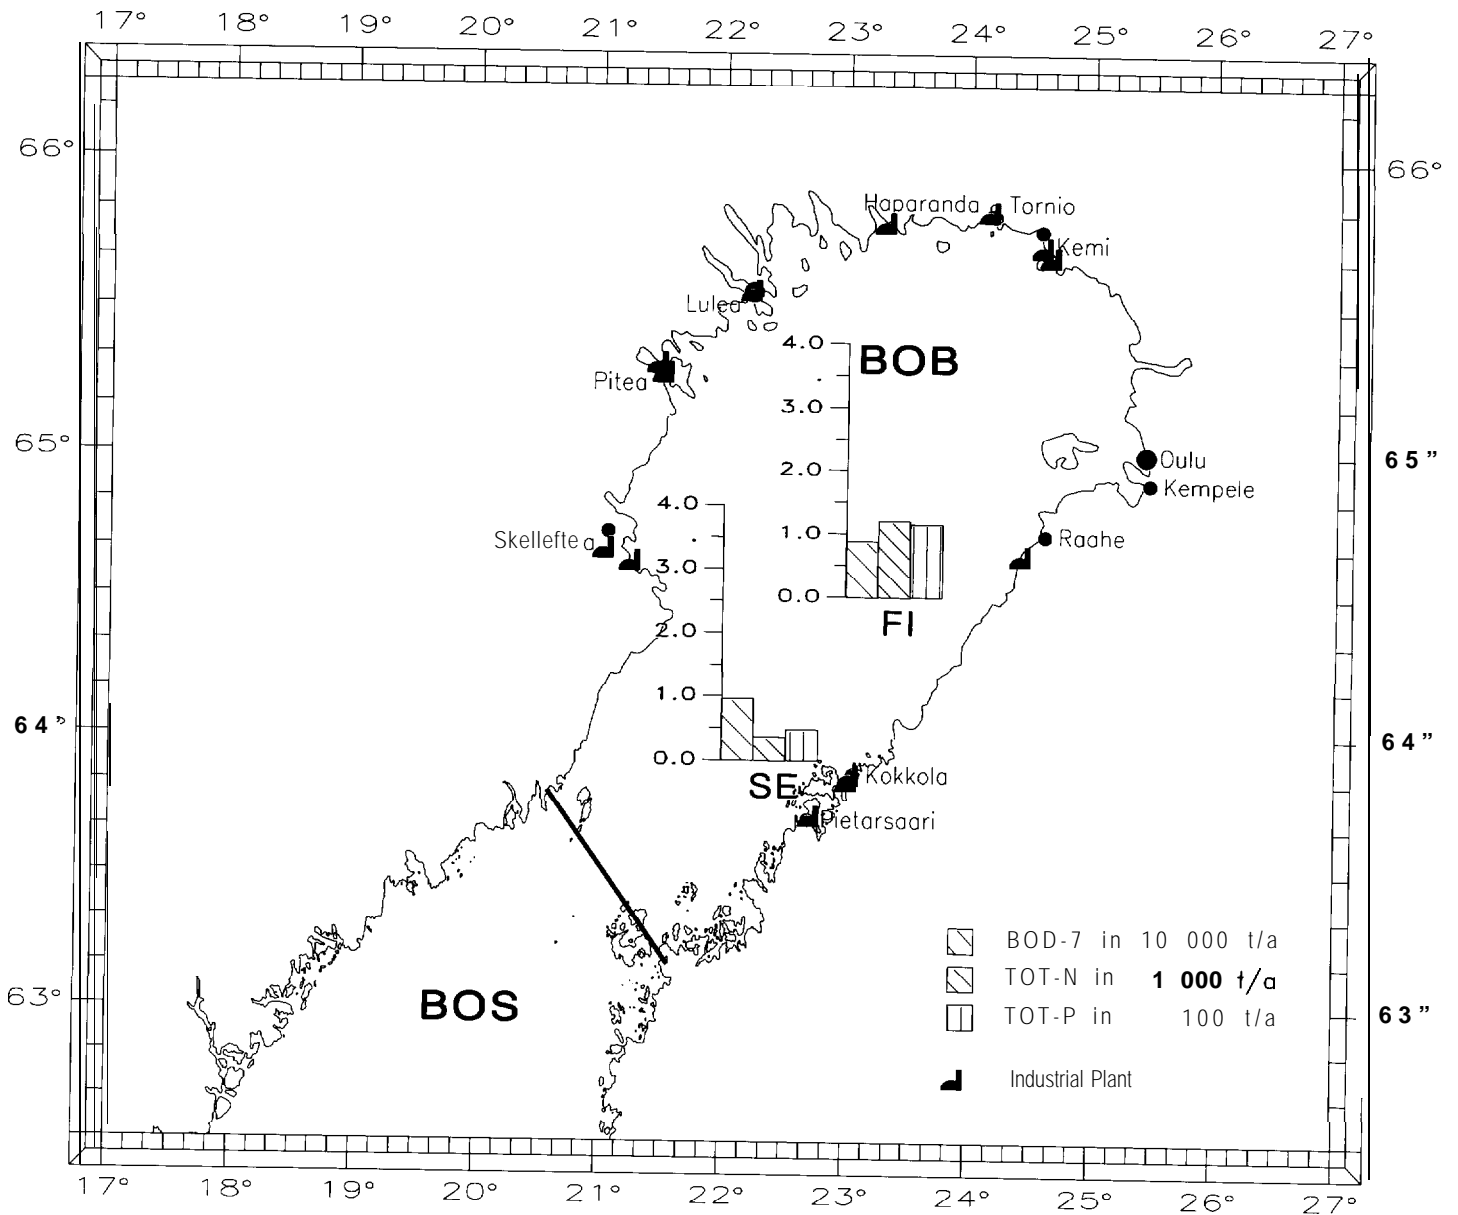 17° 18° 19° 20° 21° 22° 23° 24° 25° 26° 27°
66° 66°
Haparanda Tornio
Kemi
Lulea
4.0 BOB
Pitea
3.0
65° 65"
2.0 Oulu
Kempele
4.0
1.0
Skelleftea Raahe
3.0
0.0
FI
2.0
1.0
64° 64"
0.0
SE Kokkola
Pietarsaari
BOD-7 in 10 000 t/a
TOT-N in 1 000 t/a
63° BOS TOT-P in 100 t/a 63"
Industrial Plant
17° 18° 19° 20° 21° 22° 23° 24° 25° 26° 27°